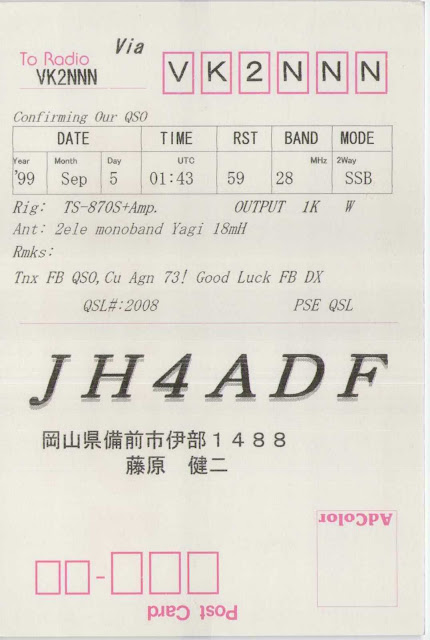 Via
To Radio VK2NNN
VK2NNN
Confirming Our QSO
DATE TIME RST BAND MODE
Year Month Day UTC MHz 2Way
'99 Sep 5 01:43 59 28 SSB
Rig: TS-870S+Amp. OUTPUT 1K W
Ant: 2ele monoband Yagi 18mH
Rmks:
Tnx FB QSO,Cu Agn 73! Good Luck FB DX
QSL#:2008 PSE QSL
JH4ADF
岡山県備前市伊部１４８８
藤原 健二
AdColor
Post Card